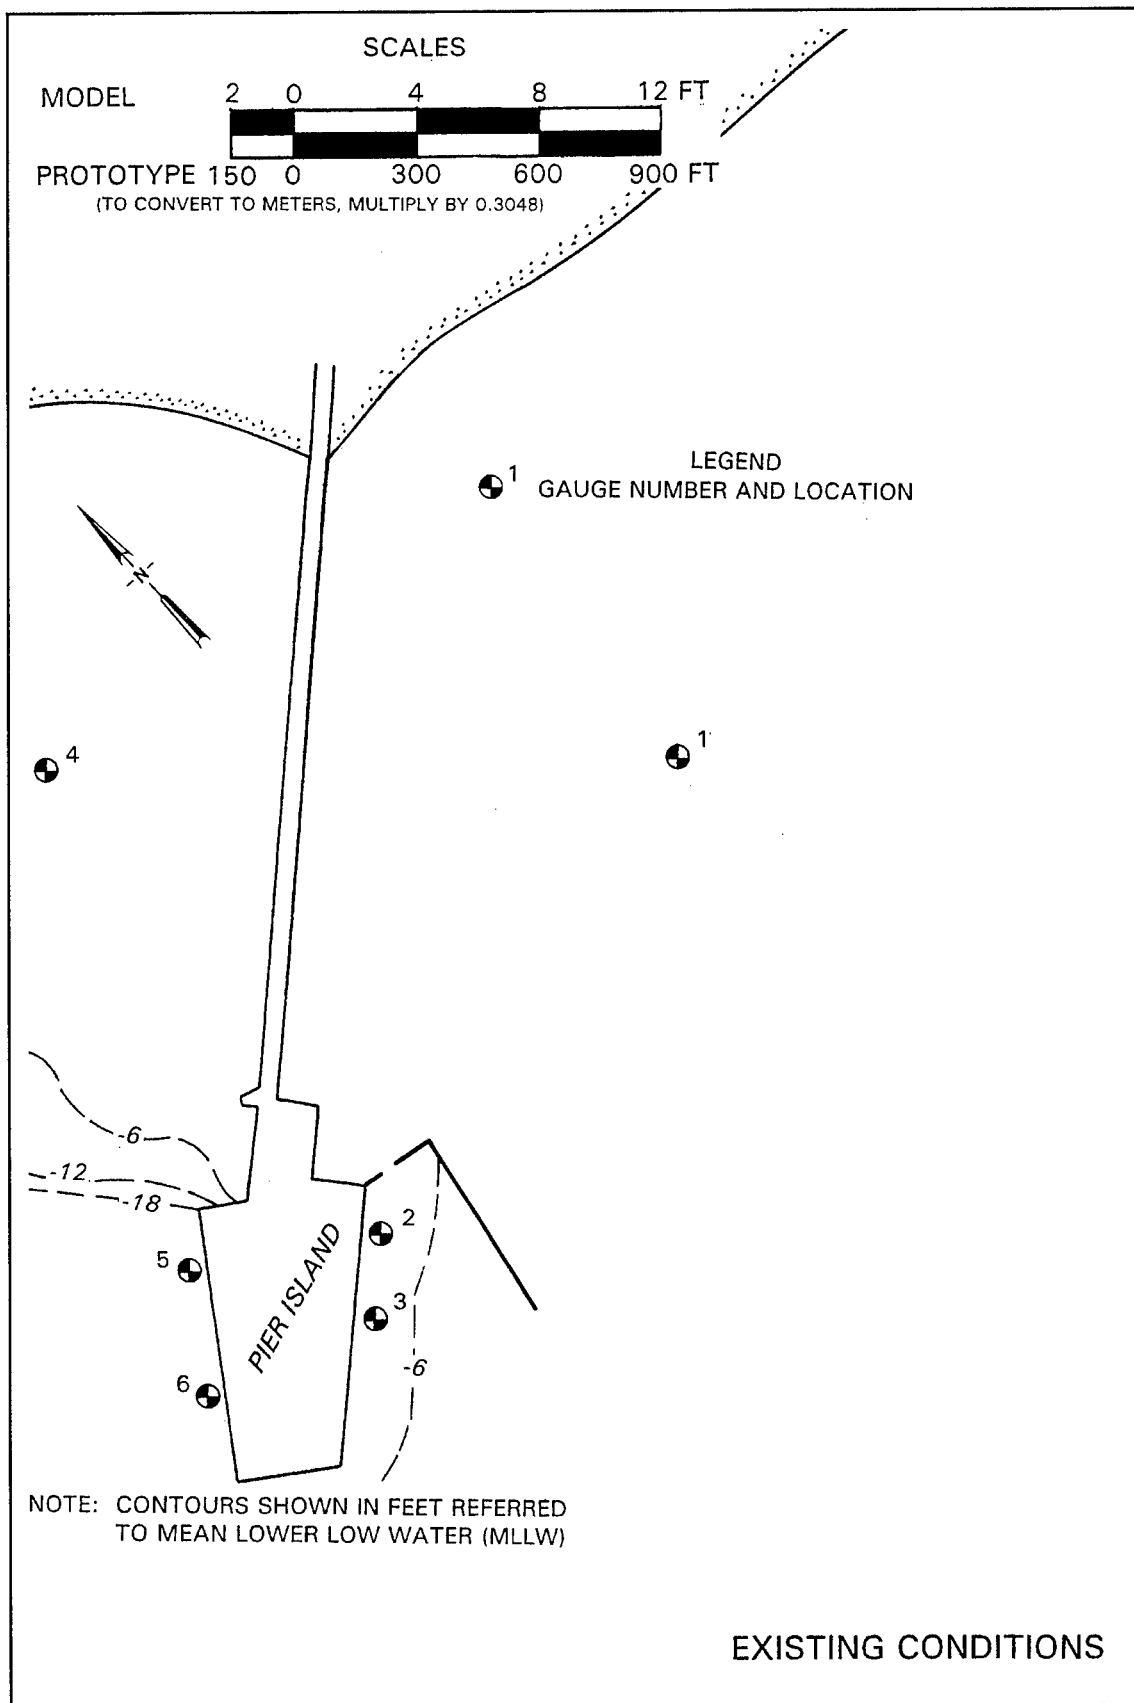 SCALES
MODEL 2 0 4 8 12 FT
PROTOTYPE 150 0 300 600 900 FT
(TO CONVERT TO METERS, MULTIPLY BY 0.3048)
LEGEND
1 GAUGE NUMBER AND LOCATION
N
4
1
-6
-12
-18
2
5
PIER ISLAND
3
-6
6
NOTE: CONTOURS SHOWN IN FEET REFERRED
TO MEAN LOWER LOW WATER (MLLW)
EXISTING CONDITIONS